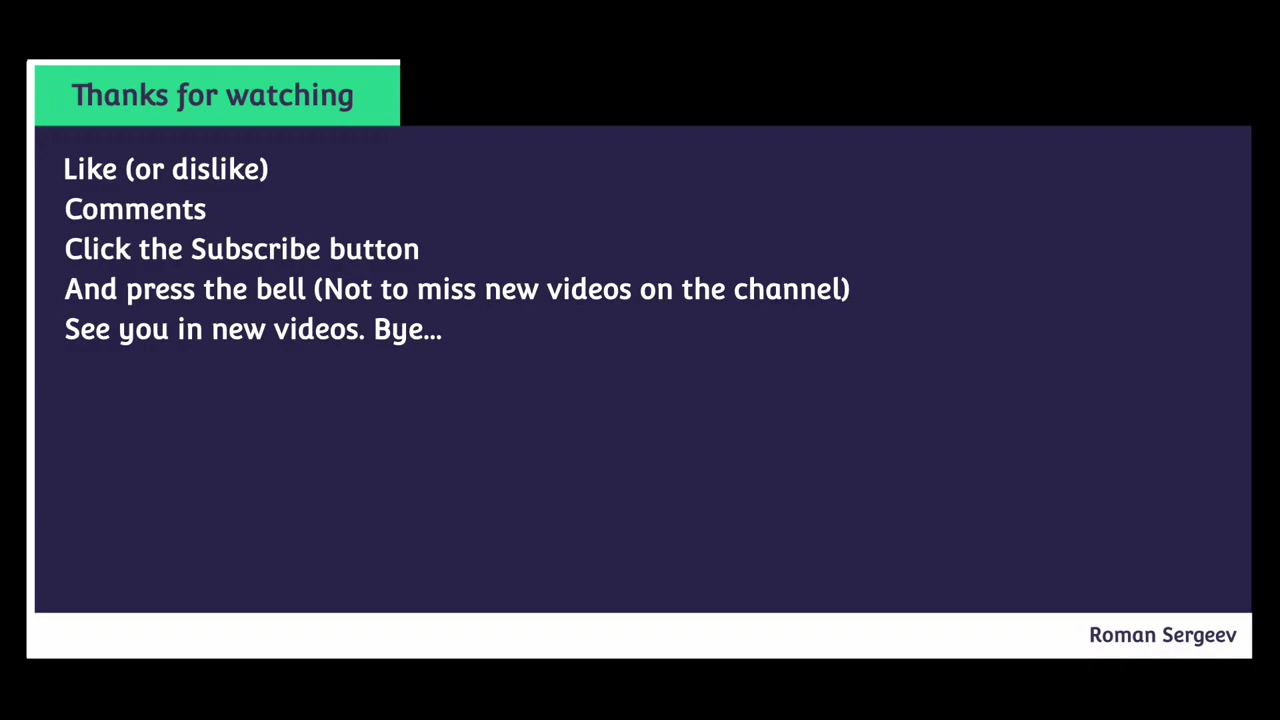 Thanks for watching
Like (or dislike)
Comments
Click the Subscribe button
And press the bell (Not to miss new videos on the channel)
See you in new videos. Bye...
Roman Sergeev